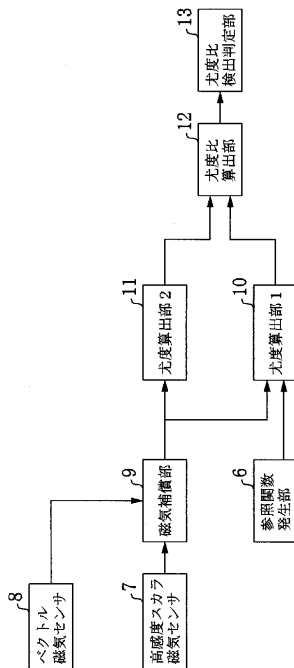 8
ベクトル
磁気センサ
7
高感度スカラ
磁気センサ
9
磁気補償部
6
参照関数
発生部
11
尤度算出部2
10
尤度算出部1
12
尤度比
算出部
13
尤度比
検出判定部